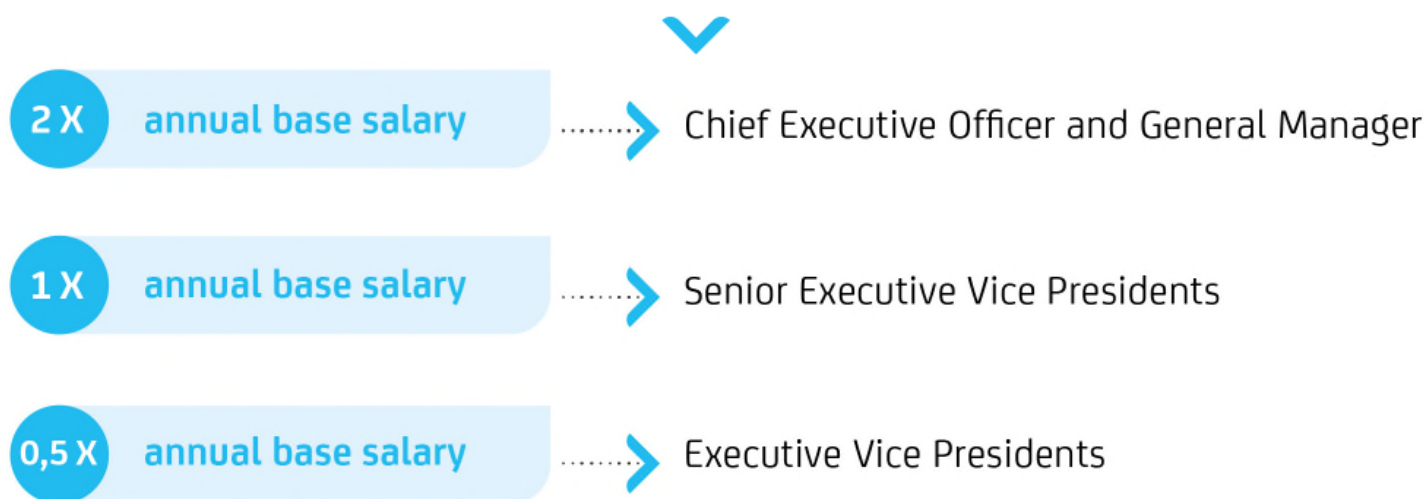 2 X annual base salary Chief Executive Officer and General Manager
1 X annual base salary Senior Executive Vice Presidents
0,5 X annual base salary Executive Vice Presidents